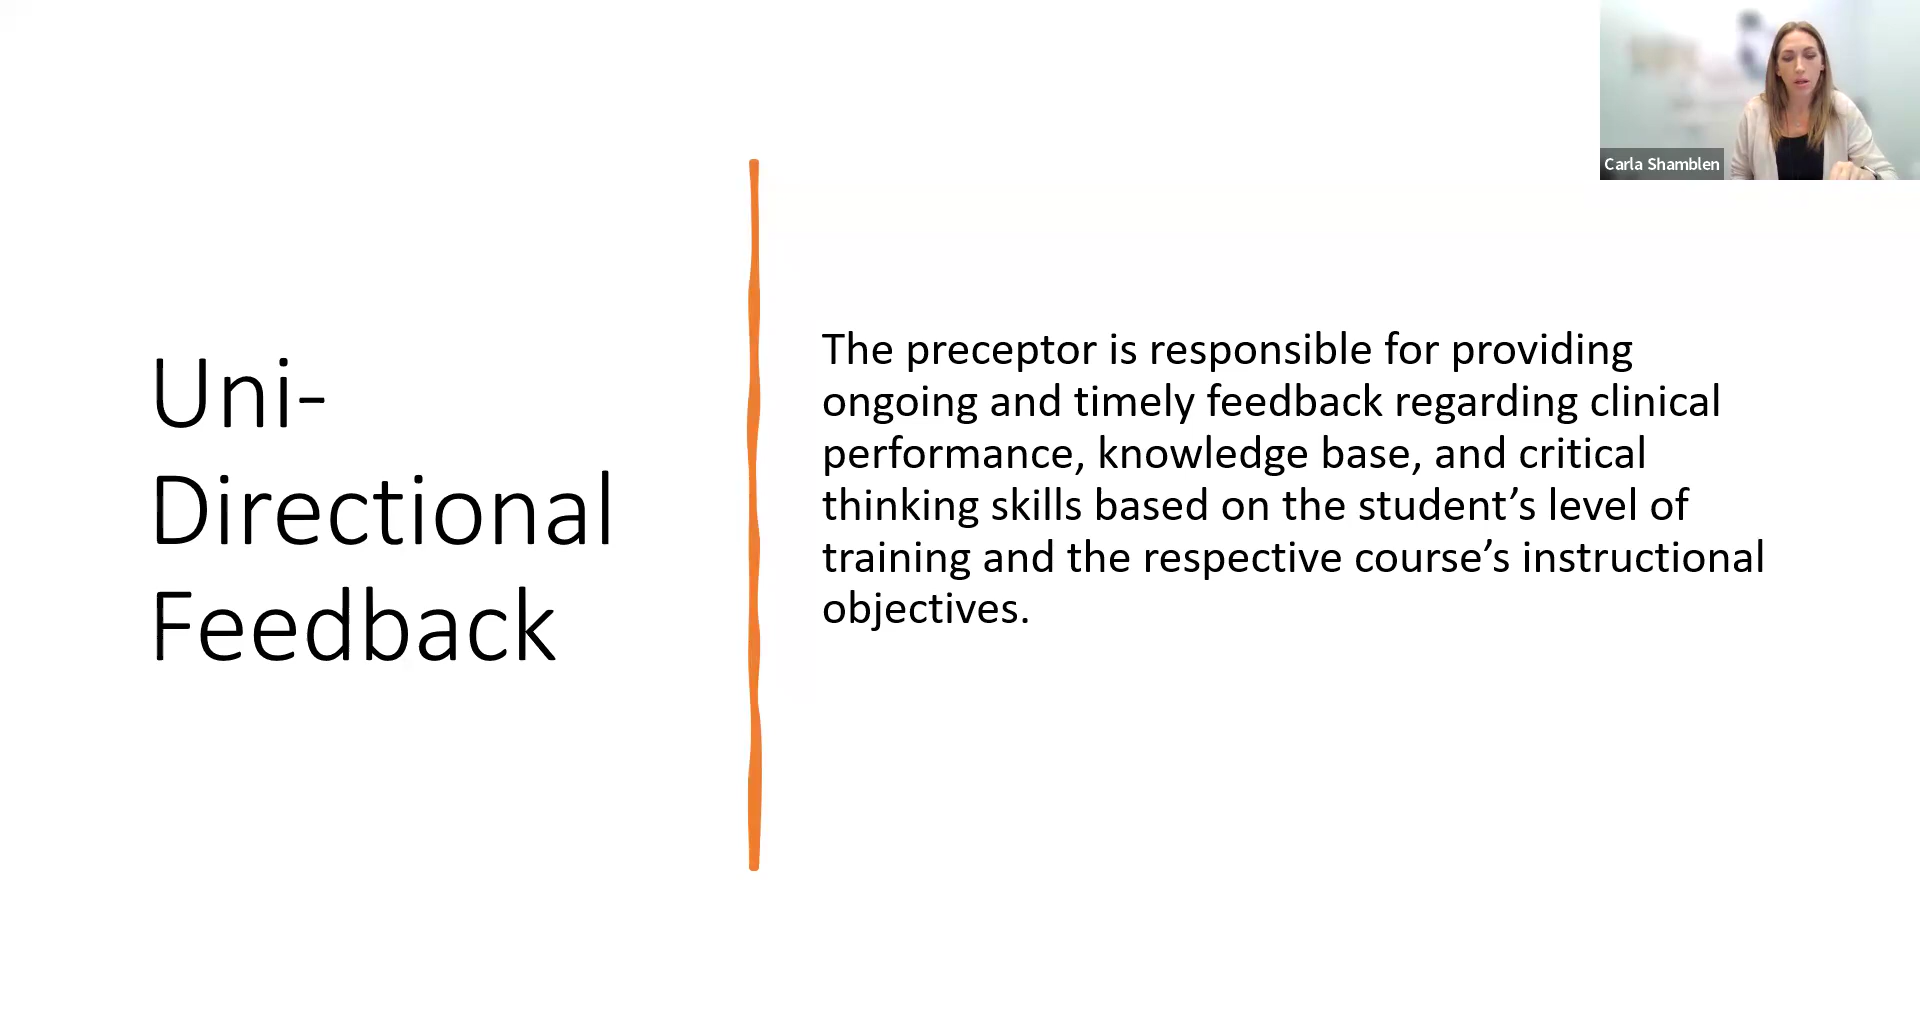 Carla Shamblen
Uni-
Directional
Feedback
The preceptor is responsible for providing
ongoing and timely feedback regarding clinical
performance, knowledge base, and critical
thinking skills based on the student’s level of
training and the respective course’s instructional
objectives.